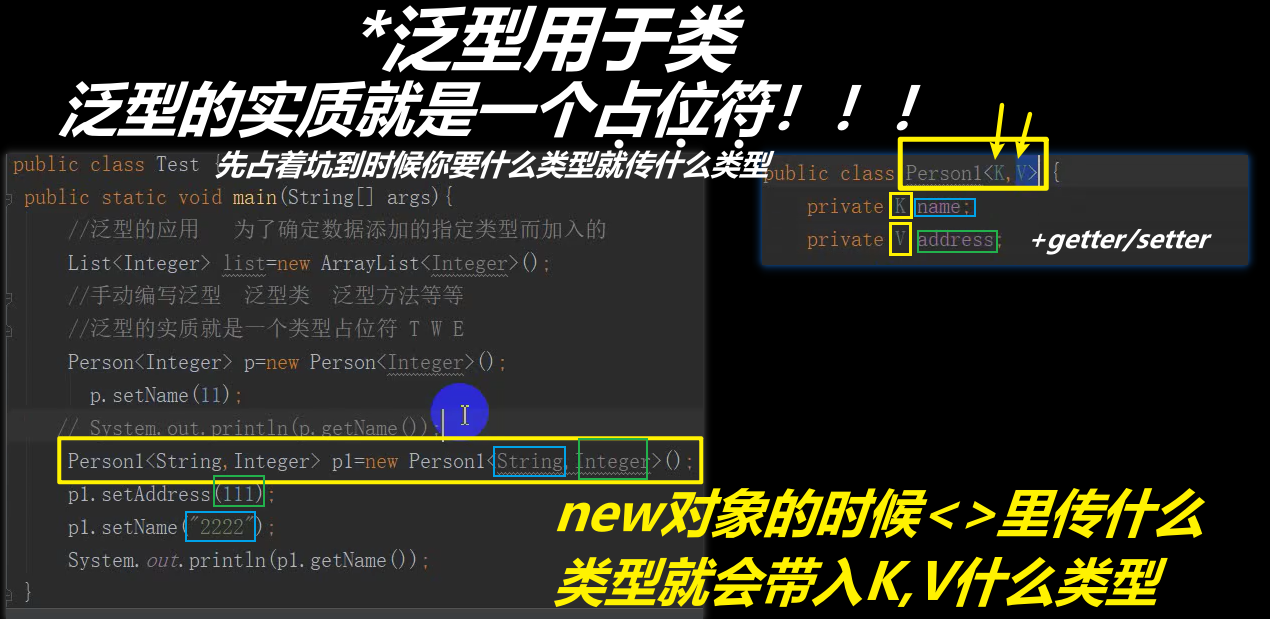 *泛型用于类
泛型的实质就是一个占位符！！！
先占着坑到时候你要什么类型就传什么类型
public class Test {
public static void main(String[] args){
//泛型的应用 为了确定数据添加的指定类型而加入的
List<Integer> list=new ArrayList<Integer>();
//手动编写泛型 泛型类 泛型方法等等
//泛型的实质就是一个类型占位符 T W E
Person<Integer> p=new Person<Integer>();
p.setName(11);
// System.out.println(p.getName());
Person1<String,Integer> p1=new Person1<String,Integer>();
p1.setAddress(111);
p1.setName("2222");
System.out.println(p1.getName());
}
public class Person1<K,V> {
private K name;
private V address;
+getter/setter
new对象的时候<>里传什么
类型就会带入K,V什么类型